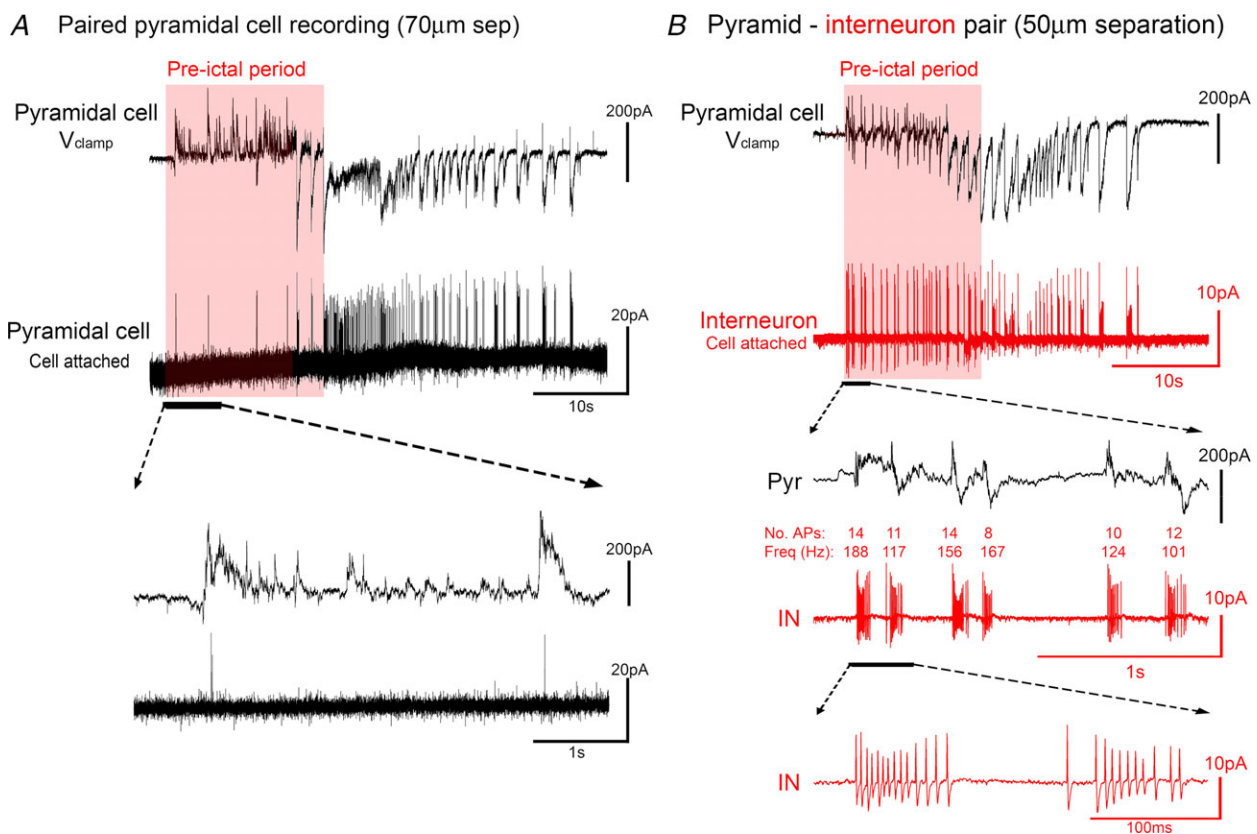 A Paired pyramidal cell recording (70μm sep)
Pre-ictal period
Pyramidal cell
Vclamp
200pA
Pyramidal cell
Cell attached
20pA
10s
200pA
20pA
1s
B Pyramid - interneuron pair (50μm separation)
Pre-ictal period
Pyramidal cell
Vclamp
200pA
Interneuron
Cell attached
10pA
10s
Pyr
200pA
No. APs: 14 11 14 8 10 12
Freq (Hz): 188 117 156 167 124 101
IN
10pA
1s
IN
10pA
100ms